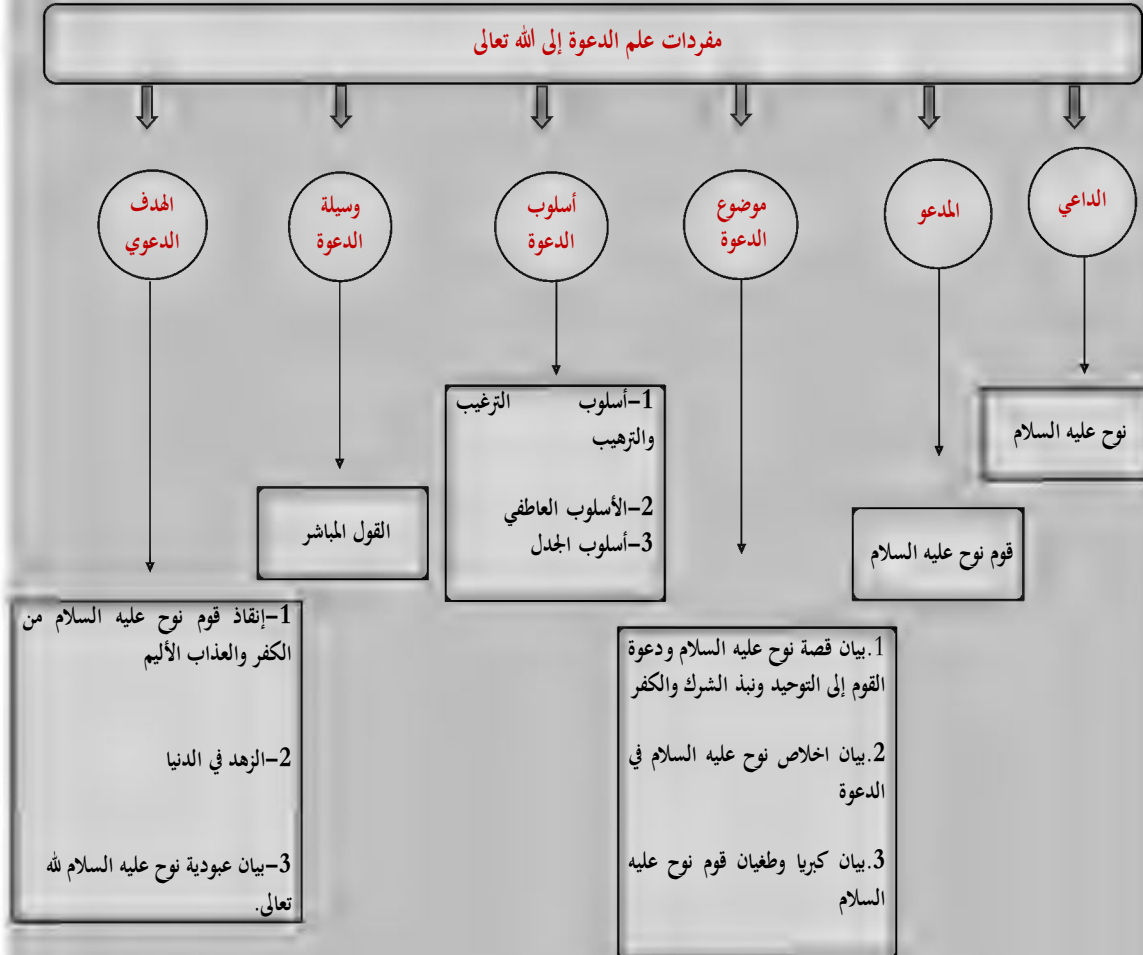 مفردات علم الدعوة إلى الله تعالى
الداعي
المدعو
موضوع
الدعوة
أسلوب
الدعوة
وسيلة
الدعوة
الهدف
الدعوي
نوح عليه السلام
قوم نوح عليه السلام
1.بيان قصة نوح عليه السلام ودعوة
القوم إلى التوحيد ونبذ الشرك والكفر
2.بيان اخلاص نوح عليه السلام في
الدعوة
3.بيان كبريا وطغيان قوم نوح عليه
السلام
1-أسلوب الترغيب
والترهيب
2-الأسلوب العاطفي
3-أسلوب الجدل
القول المباشر
1-إنقاذ قوم نوح عليه السلام من
الكفر والعذاب الأليم
2-الزهد في الدنيا
3-بيان عبودية نوح عليه السلام لله
تعالى.